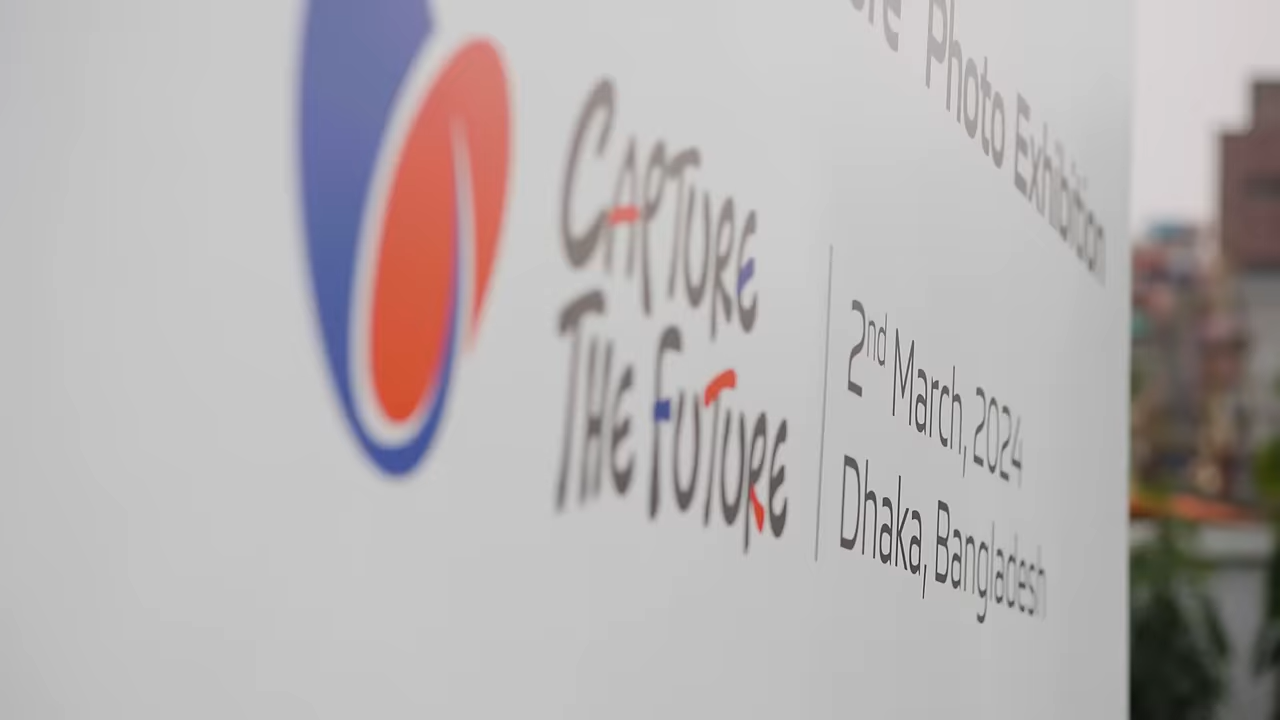 Photo Exhibition
CAPTURE
THE FUTURE
2nd March, 2024
Dhaka, Bangladesh